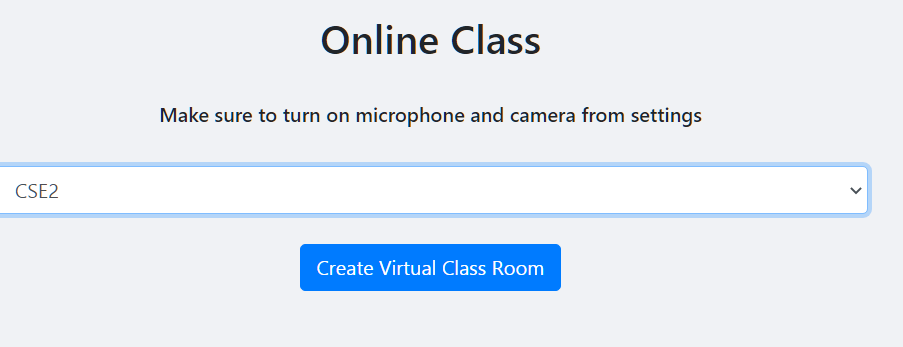 Online Class
Make sure to turn on microphone and camera from settings
CSE2
Create Virtual Class Room